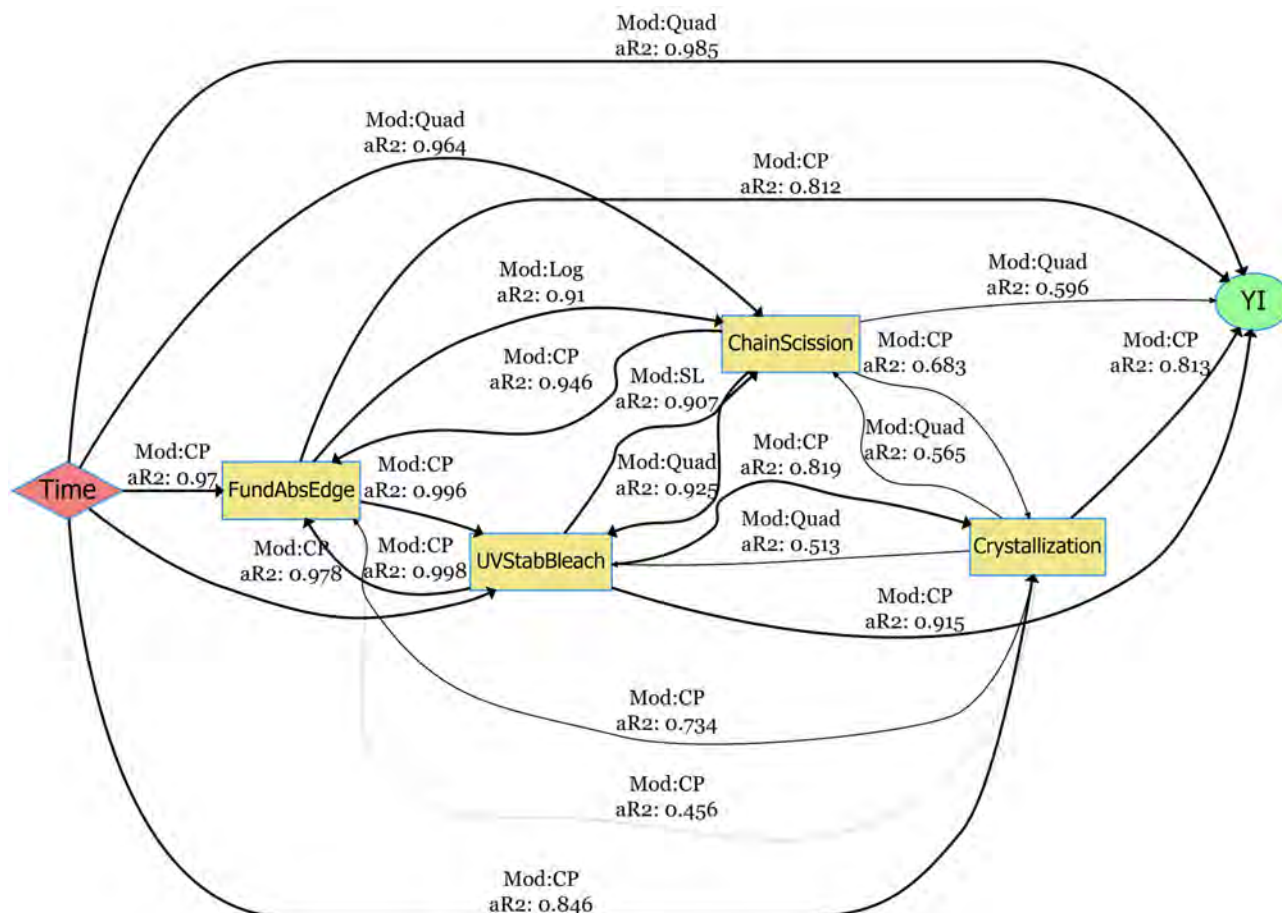 Mod:Quad
aR2: 0.985
Mod:Quad
aR2: 0.964
Mod:CP
aR2: 0.812
Mod:Log
aR2: 0.91
Mod:Quad
aR2: 0.596
YI
ChainScission
Mod:CP
aR2: 0.946
Mod:SL
aR2: 0.907
Mod:CP
aR2: 0.683
Mod:CP
aR2: 0.813
Mod:Quad
aR2: 0.565
Mod:CP
aR2: 0.97
Time
FundAbsEdge
Mod:CP
aR2: 0.996
Mod:Quad
aR2: 0.925
Mod:CP
aR2: 0.819
Mod:Quad
aR2: 0.513
Mod:CP
aR2: 0.978
Mod:CP
aR2: 0.998
UVStabBleach
Crystallization
Mod:CP
aR2: 0.915
Mod:CP
aR2: 0.734
Mod:CP
aR2: 0.456
Mod:CP
aR2: 0.846